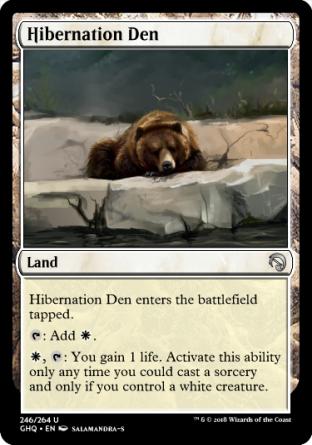 Hibernation Den
Land
Hibernation Den enters the battlefield
tapped.
: Add .
, : You gain 1 life. Activate this ability
only any time you could cast a sorcery
and only if you control a white creature.
246/264 U
GHQ • EN SALAMANDRA-S
™ & © 2018 Wizards of the Coast